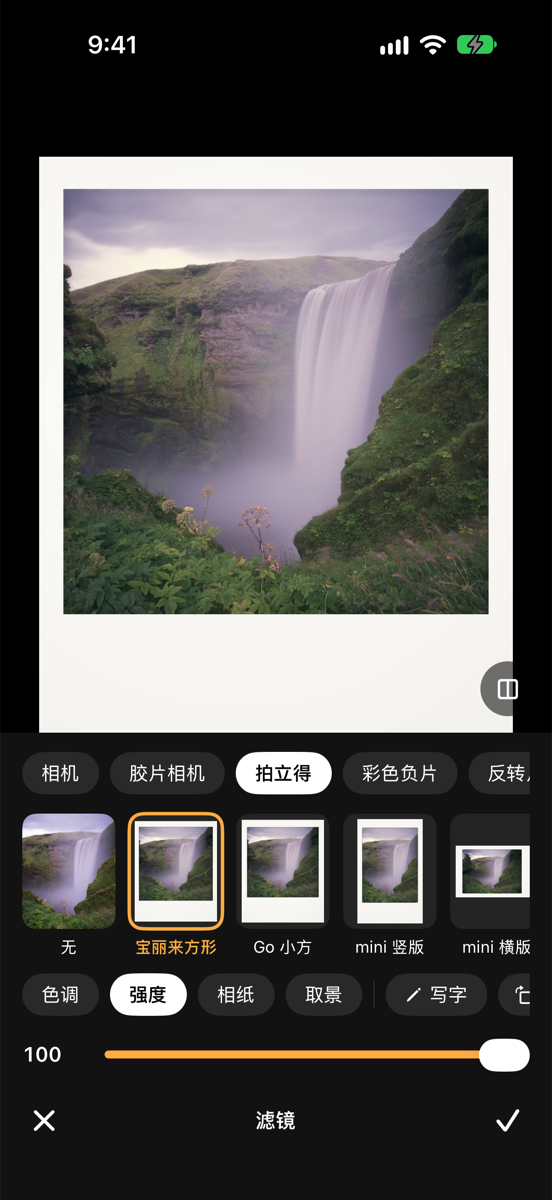 9:41
相机 胶片相机 拍立得 彩色负片 反转
无 宝丽来方形 Go 小方 mini 竖版 mini 横版
色调 强度 相纸 取景 写字
100
滤镜